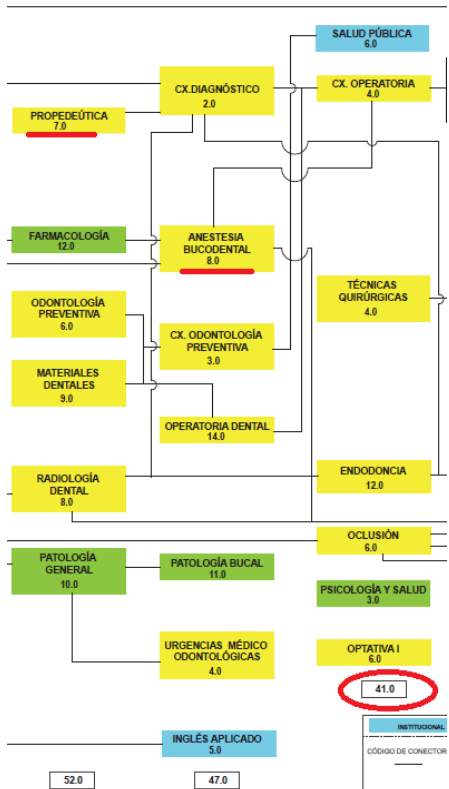 SALUD PÚBLICA
6.0
CX.DIAGNÓSTICO
2.0
CX. OPERATORIA
4.0
PROPEDEÚTICA
7.0
FARMACOLOGÍA
12.0
ANESTESIA
BUCODENTAL
8.0
TÉCNICAS
QUIRÚRGICAS
4.0
ODONTOLOGÍA
PREVENTIVA
6.0
CX. ODONTOLOGÍA
PREVENTIVA
3.0
MATERIALES
DENTALES
9.0
OPERATORIA DENTAL
14.0
RADIOLOGÍA
DENTAL
8.0
ENDODONCIA
12.0
OCLUSIÓN
6.0
PATOLOGÍA
GENERAL
10.0
PATOLOGÍA BUCAL
11.0
PSICOLOGÍA Y SALUD
3.0
URGENCIAS MÉDICO
ODONTOLÓGICAS
4.0
OPTATIVA I
6.0
41.0
INSTITUCIONAL
INGLÉS APLICADO
5.0
CÓDIGO DE CONECTOR
52.0
47.0